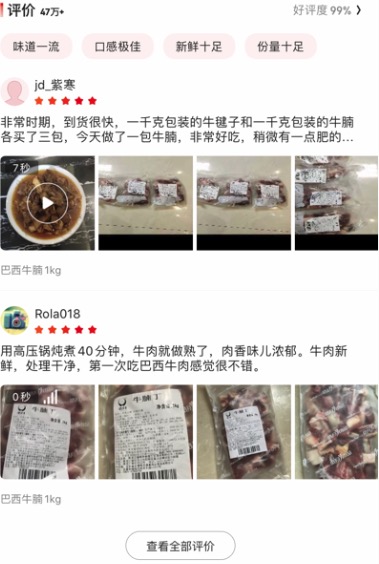 评价 47万+
好评度 99%
味道一流
口感极佳
新鲜十足
份量十足
jd_紫寒
非常时期，到货很快，一千克包装的牛键子和一千克包装的牛腩
各买了三包，今天做了一包牛腩，非常好吃，稍微有一点肥的...
7秒
巴西牛腩1kg
Rola018
用高压锅炖煮40分钟，牛肉就做熟了，肉香味儿浓郁。牛肉新
鲜，处理干净，第一次吃巴西牛肉感觉很不错。
0秒
牛腩丁
牛腩丁
巴西牛腩1kg
查看全部评价